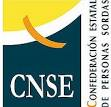 CNSE
CONFEDERACIÓN ESTATAL
DE PERSONAS SORDAS